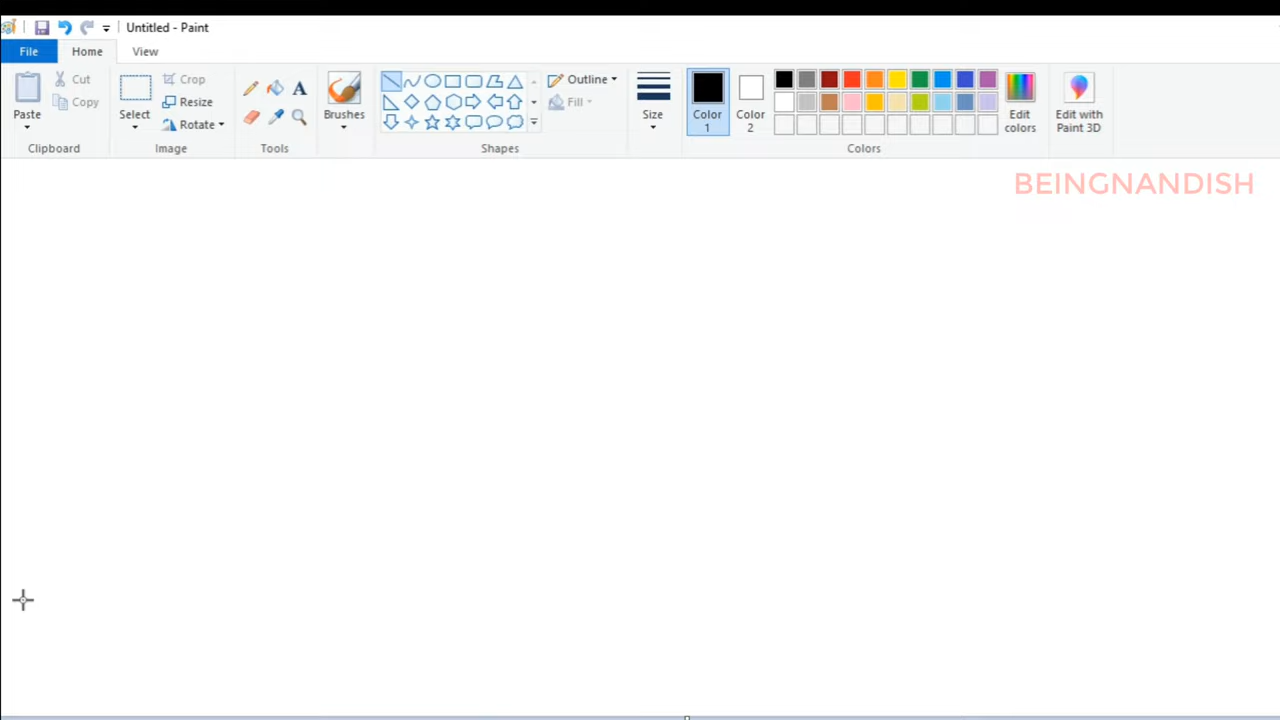 Untitled - Paint
File Home View
Paste
Cut
Copy
Clipboard
Select
Crop
Resize
Rotate
Image
A
Tools
Brushes
Outline
Fill
Shapes
Size
Color 1
Color 2
Edit colors
Colors
Edit with Paint 3D
BEINGNANDISH